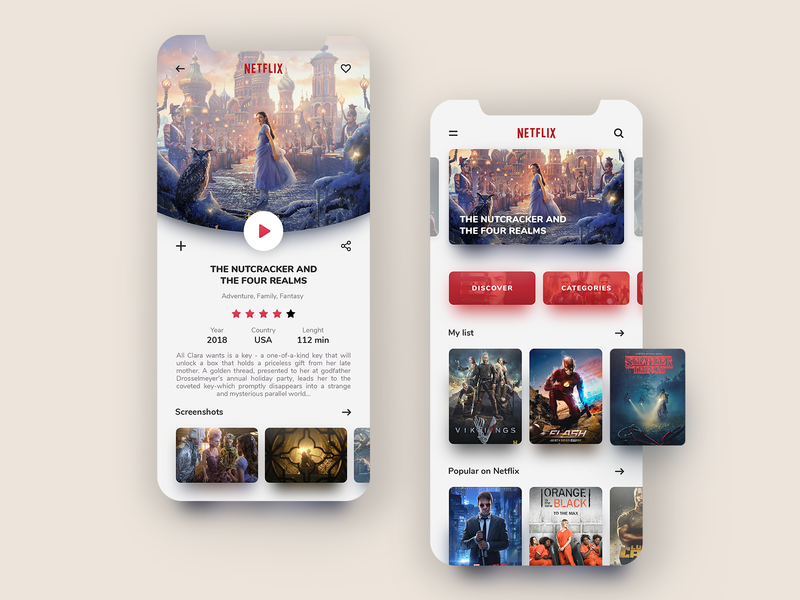 NETFLIX
THE NUTCRACKER AND
THE FOUR REALMS
Adventure, Family, Fantasy
Year
Country
Lenght
2018
USA
112 min
All Clara wants is a key - a one-of-a-kind key that will
unlock a box that holds a priceless gift from her late
mother. A golden thread, presented to her at godfather
Drosselmeyer's annual holiday party, leads her to the
coveted key-which promptly disappears into a strange
and mysterious parallel world...
Screenshots
NETFLIX
THE NUTCRACKER AND
THE FOUR REALMS
DISCOVER
CATEGORIES
My list
VIKINGS
FLASH
STRANGER
THINGS
Popular on Netflix
ORANGE
IS THE NEW
BLACK
TO THE MAX